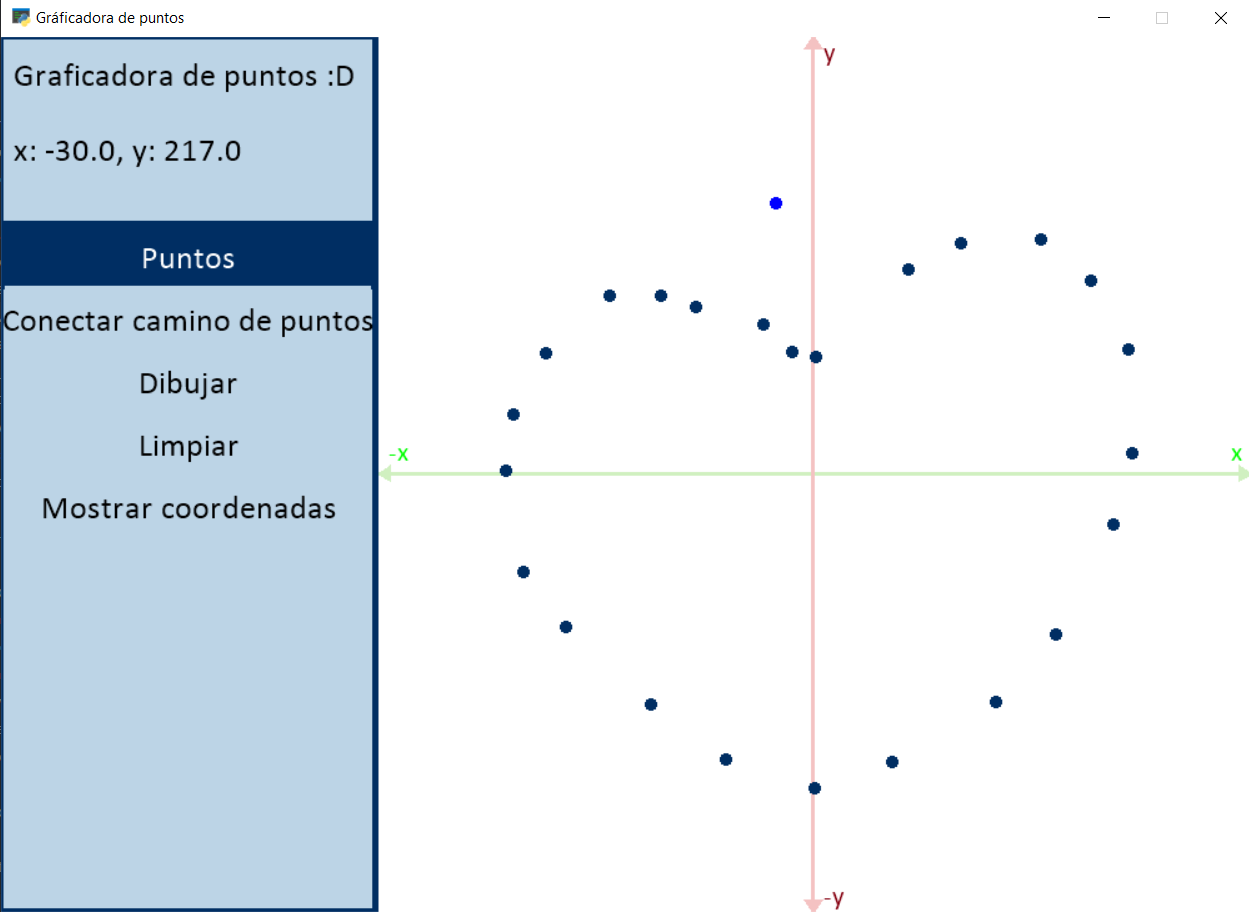 Gráficadora de puntos
Graficadora de puntos :D
x: -30.0, y: 217.0
Puntos
Conectar camino de puntos
Dibujar
Limpiar
Mostrar coordenadas
y
-x
x
-y